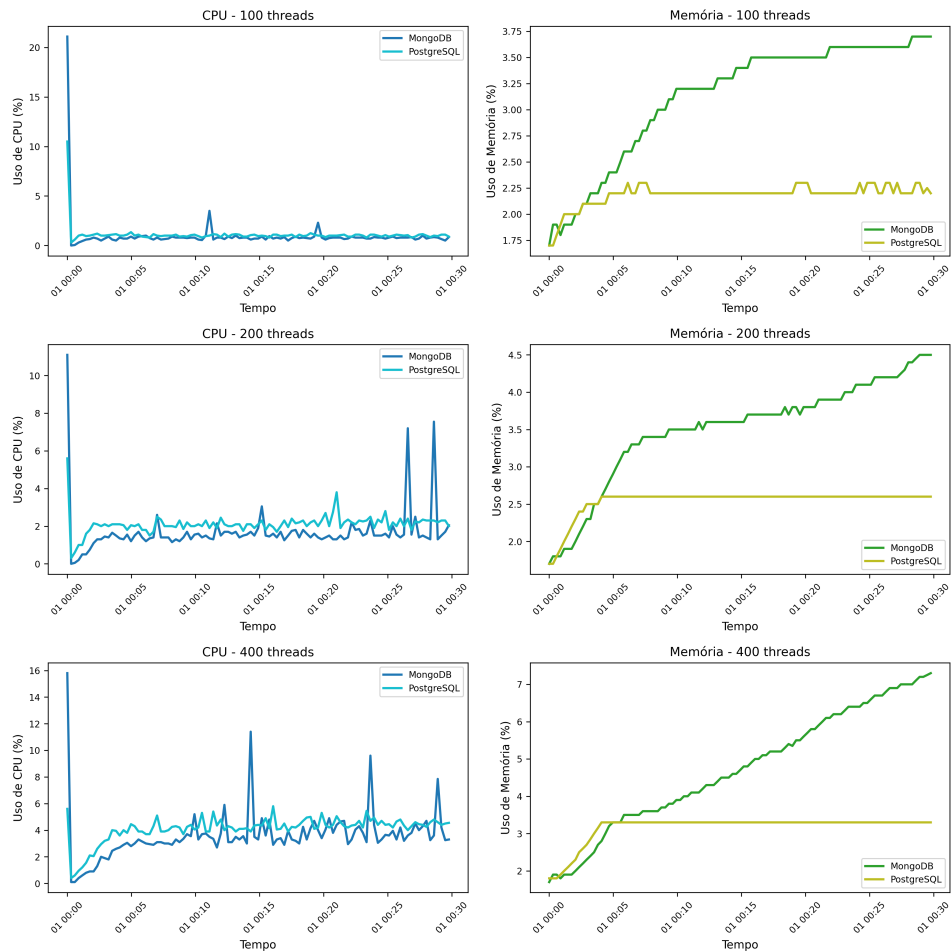 CPU - 100 threads
Uso de CPU (%)
20
15
10
5
0
MongoDB
PostgreSQL
01 00:00
01 00:05
01 00:10
01 00:15
01 00:20
01 00:25
01 00:30
Tempo
Memória - 100 threads
Uso de Memória (%)
3.75
3.50
3.25
3.00
2.75
2.50
2.25
2.00
1.75
MongoDB
PostgreSQL
01 00:00
01 00:05
01 00:10
01 00:15
01 00:20
01 00:25
01 00:30
Tempo
CPU - 200 threads
Uso de CPU (%)
10
8
6
4
2
0
MongoDB
PostgreSQL
01 00:00
01 00:05
01 00:10
01 00:15
01 00:20
01 00:25
01 00:30
Tempo
Memória - 200 threads
Uso de Memória (%)
4.5
4.0
3.5
3.0
2.5
2.0
MongoDB
PostgreSQL
01 00:00
01 00:05
01 00:10
01 00:15
01 00:20
01 00:25
01 00:30
Tempo
CPU - 400 threads
Uso de CPU (%)
16
14
12
10
8
6
4
2
0
MongoDB
PostgreSQL
01 00:00
01 00:05
01 00:10
01 00:15
01 00:20
01 00:25
01 00:30
Tempo
Memória - 400 threads
Uso de Memória (%)
7
6
5
4
3
2
MongoDB
PostgreSQL
01 00:00
01 00:05
01 00:10
01 00:15
01 00:20
01 00:25
01 00:30
Tempo